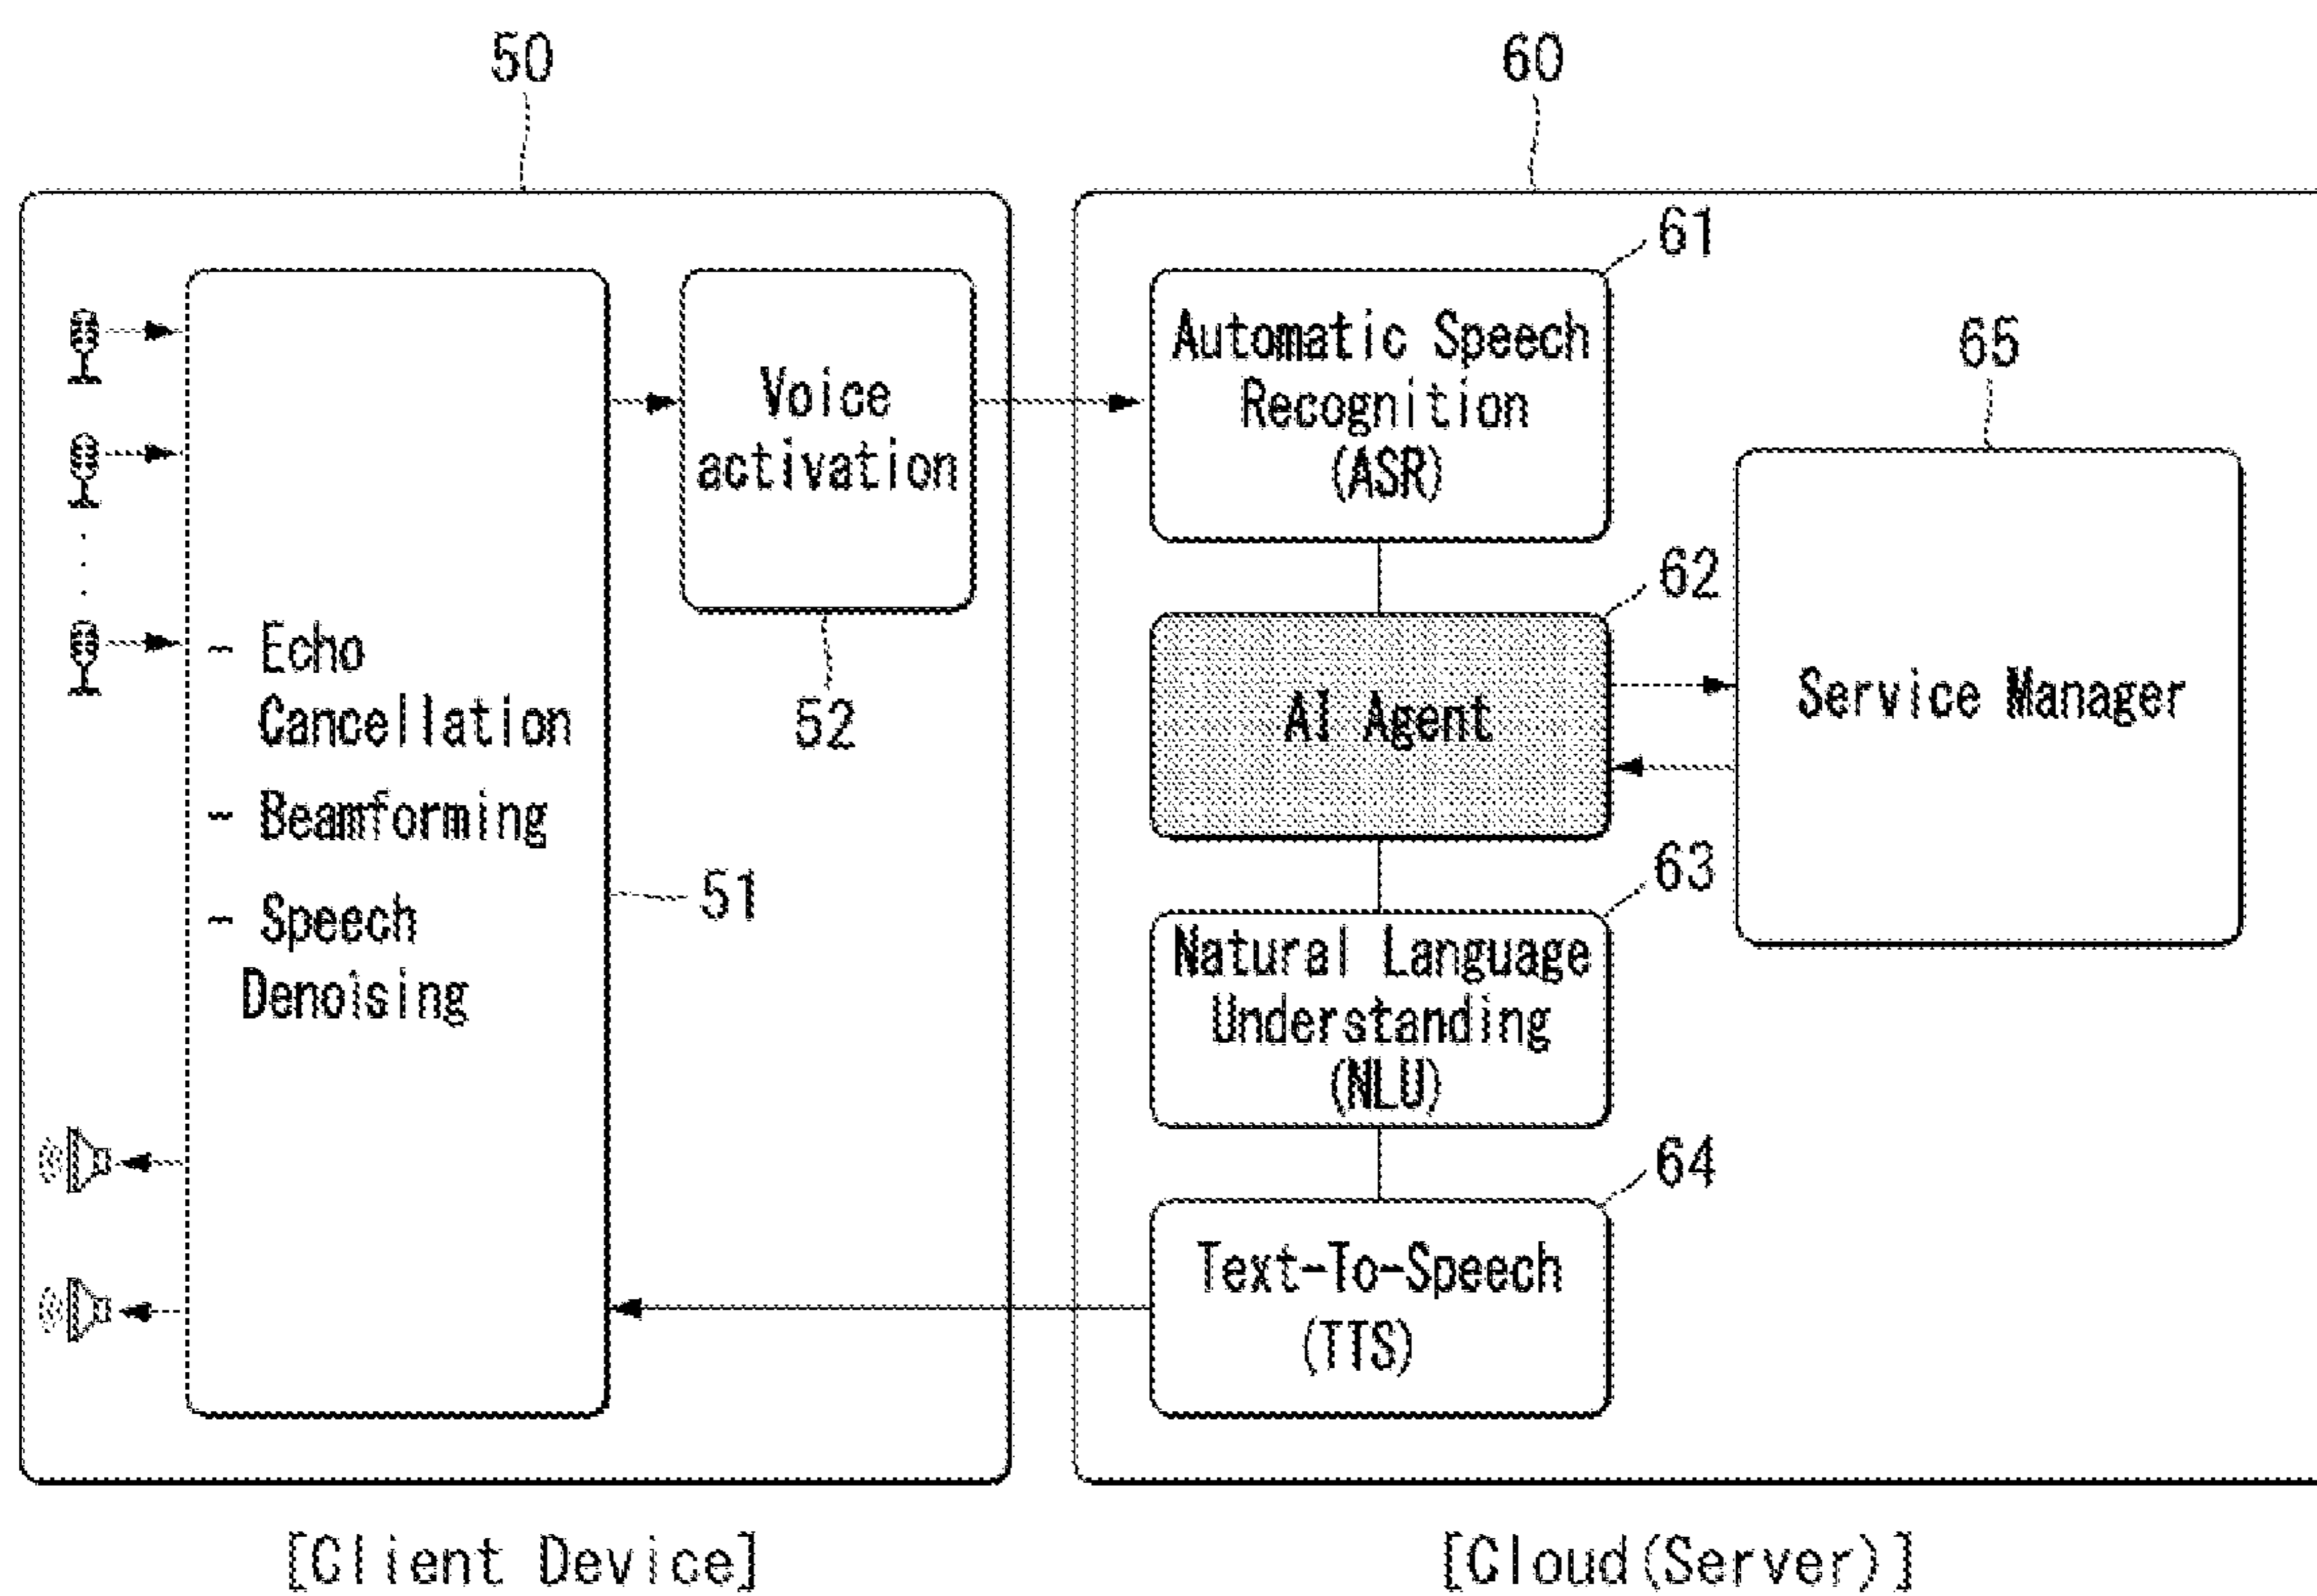 50
60
61
Automatic Speech
Recognition
(ASR)
65
Voice
activation
52
62
AI Agent
Service Manager
- Echo
Cancellation
- Beamforming
- Speech
Denoising
51
63
Natural Language
Understanding
(NLU)
64
Text-To-Speech
(TTS)
[Client Device]
[Cloud(Server)]